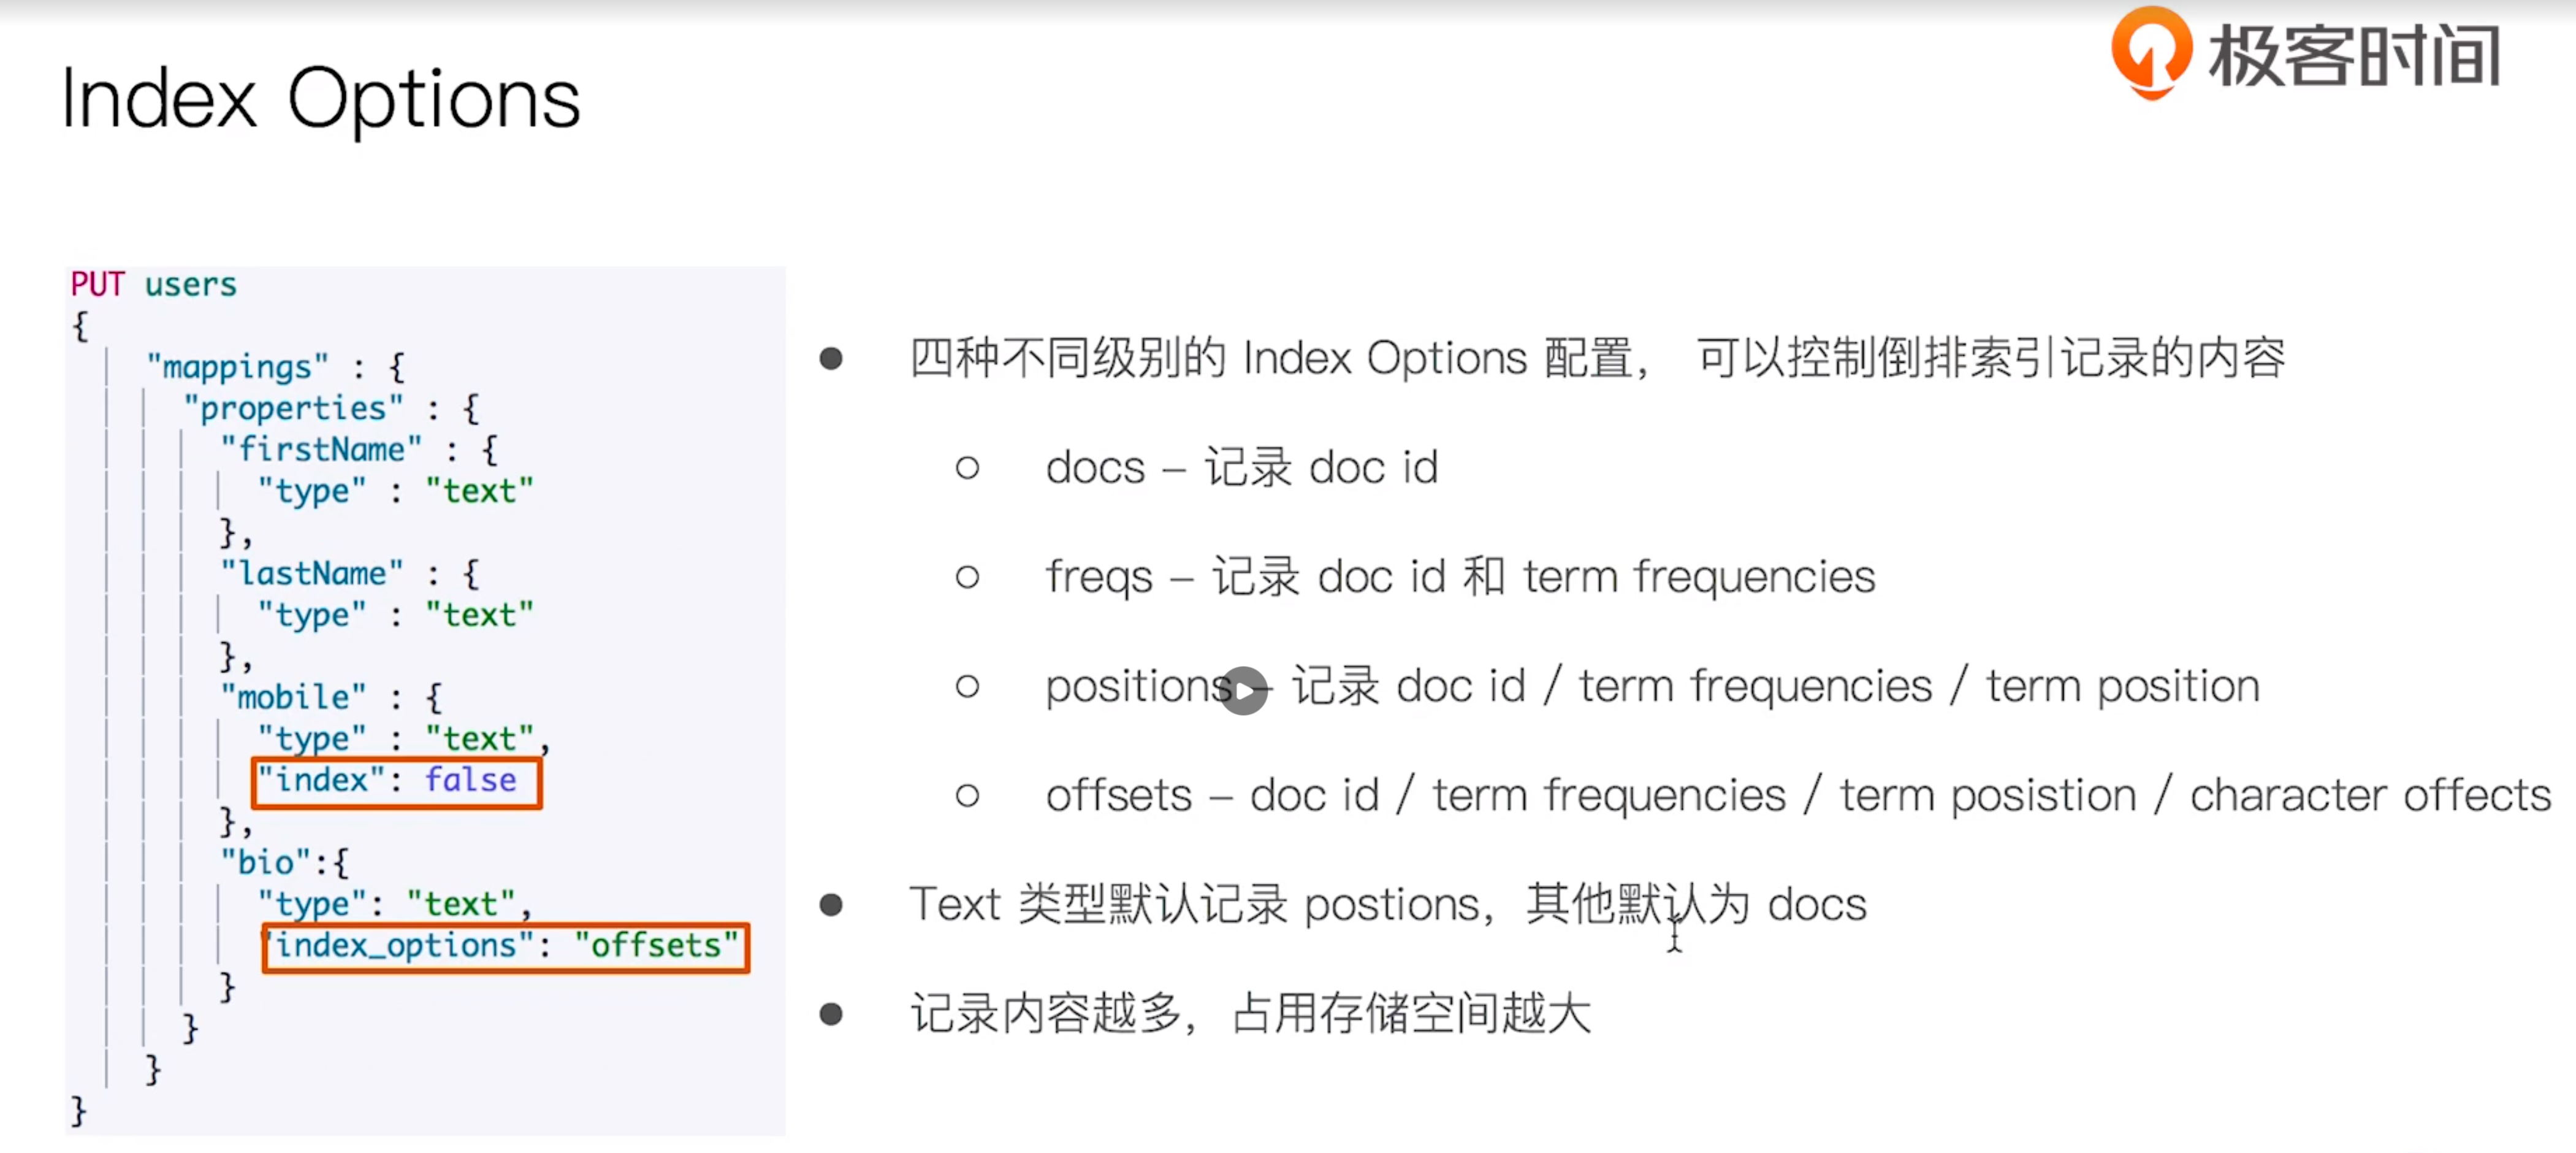 极客时间
Index Options
PUT users
{
"mappings" : {
"properties" : {
"firstName" : {
"type" : "text"
},
"lastName" : {
"type" : "text"
},
"mobile" : {
"type" : "text",
"index": false
},
"bio":{
"type": "text",
"index_options": "offsets"
}
}
}
}
● 四种不同级别的 Index Options 配置， 可以控制倒排索引记录的内容
○ docs – 记录 doc id
○ freqs – 记录 doc id 和 term frequencies
○ positions – 记录 doc id / term frequencies / term position
○ offsets – doc id / term frequencies / term posistion / character offects
● Text 类型默认记录 postions，其他默认为 docs
● 记录内容越多，占用存储空间越大